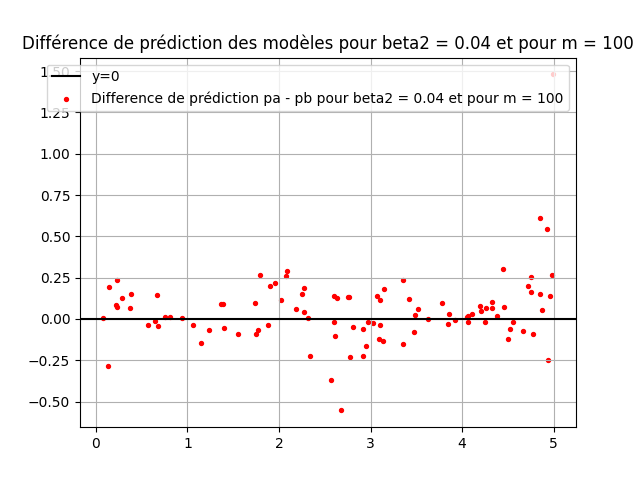 Différence de prédiction des modèles pour beta2 = 0.04 et pour m = 100
y=0
Difference de prédiction pa - pb pour beta2 = 0.04 et pour m = 100
1.50
1.25
1.00
0.75
0.50
0.25
0.00
−0.25
−0.50
0 1 2 3 4 5